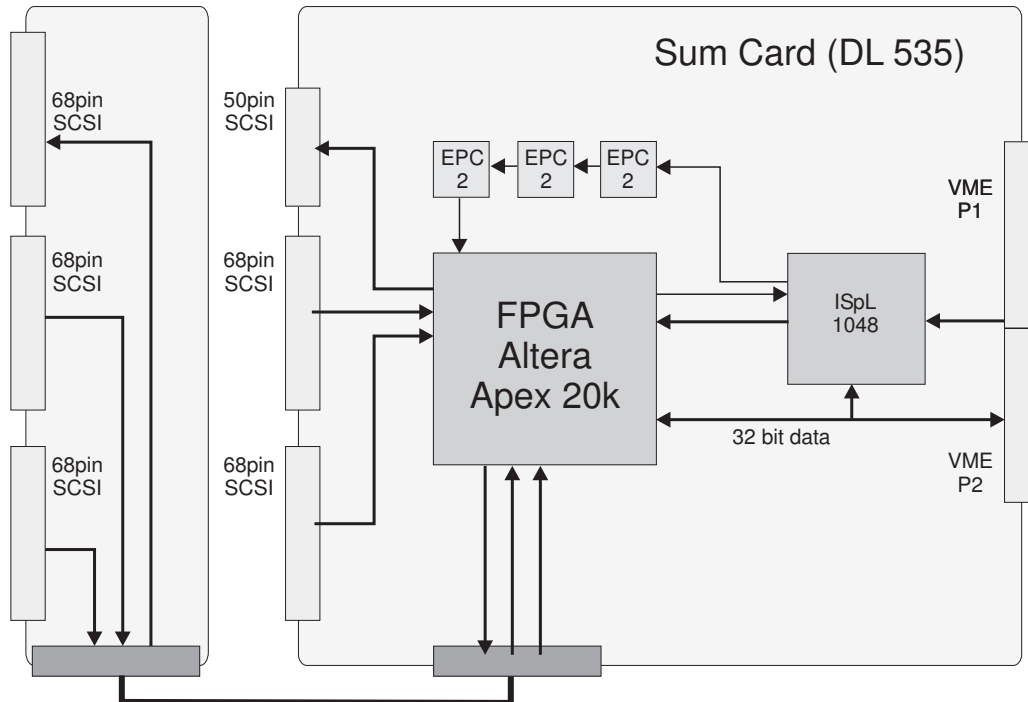 Sum Card (DL 535)
68pin
SCSI
50pin
SCSI
EPC
2
EPC
2
EPC
2
VME
P1
68pin
SCSI
68pin
SCSI
FPGA
Altera
Apex 20k
ISpL
1048
32 bit data
68pin
SCSI
68pin
SCSI
VME
P2